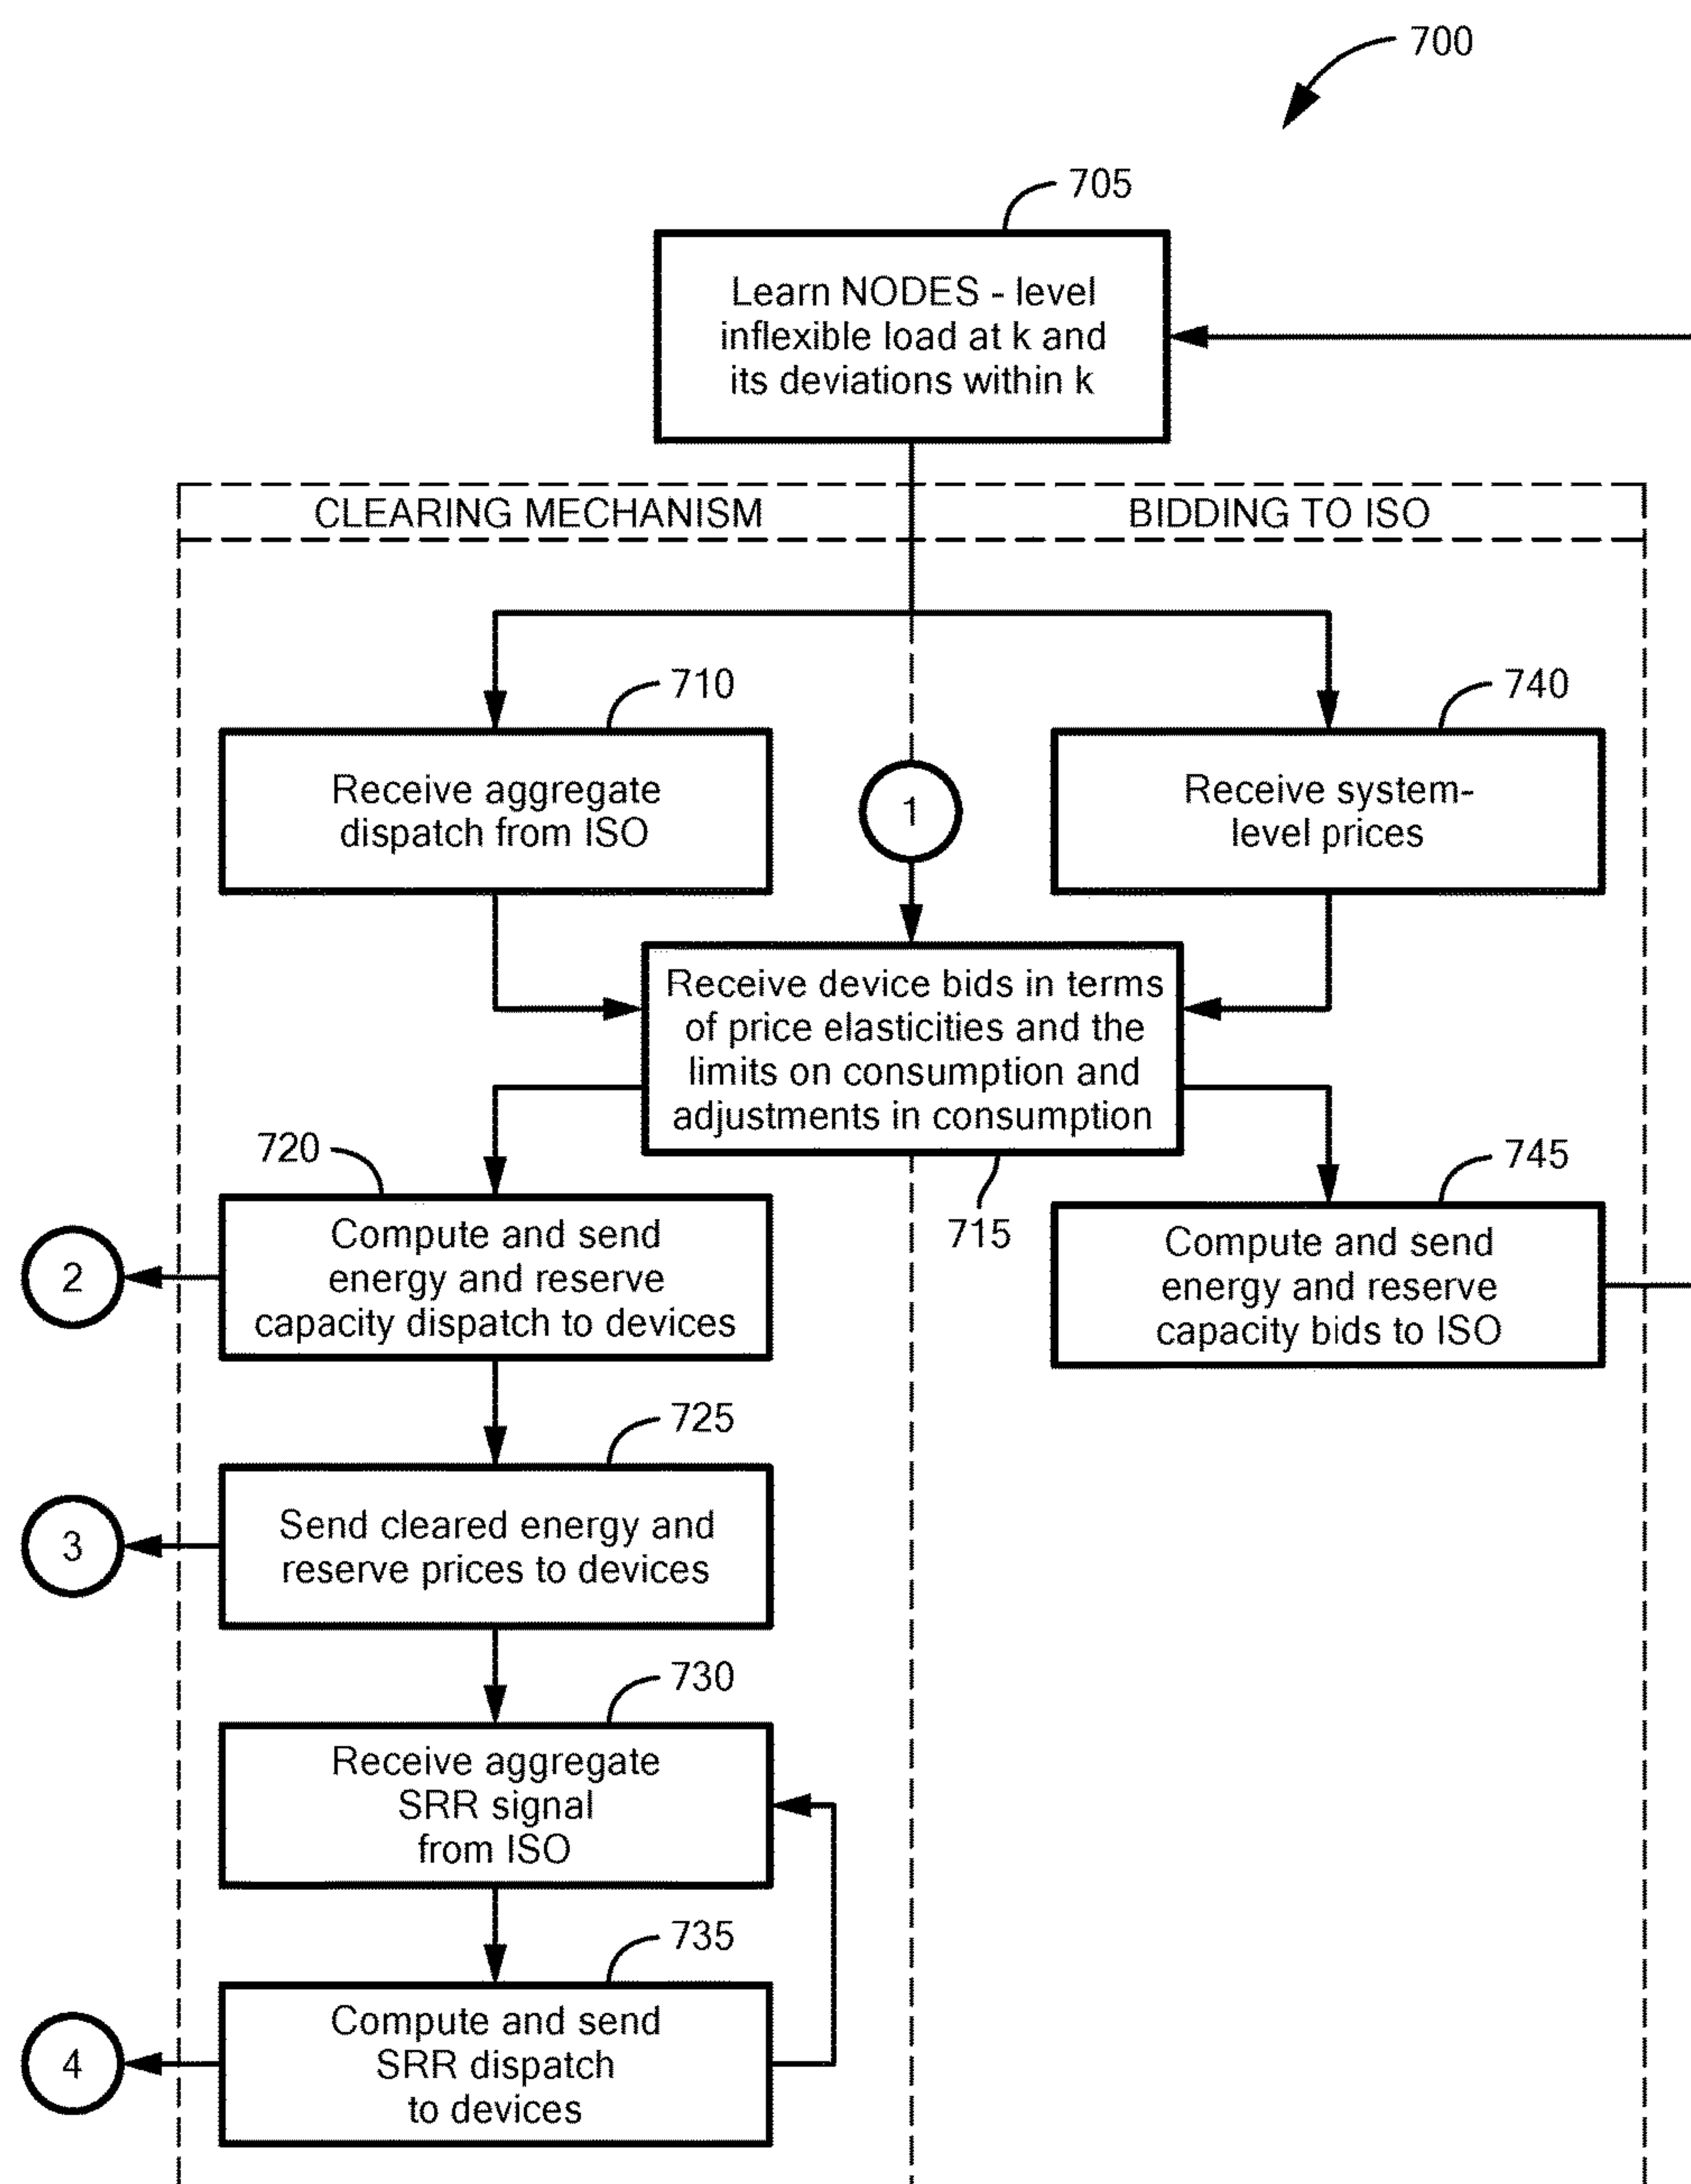 700
705
Learn NODES - level
inflexible load at k and
its deviations within k
CLEARING MECHANISM
BIDDING TO ISO
710
Receive aggregate
dispatch from ISO
1
740
Receive system-
level prices
Receive device bids in terms
of price elasticities and the
limits on consumption and
adjustments in consumption
715
720
Compute and send
energy and reserve
capacity dispatch to devices
2
745
Compute and send
energy and reserve
capacity bids to ISO
725
Send cleared energy and
reserve prices to devices
3
730
Receive aggregate
SRR signal
from ISO
735
Compute and send
SRR dispatch
to devices
4